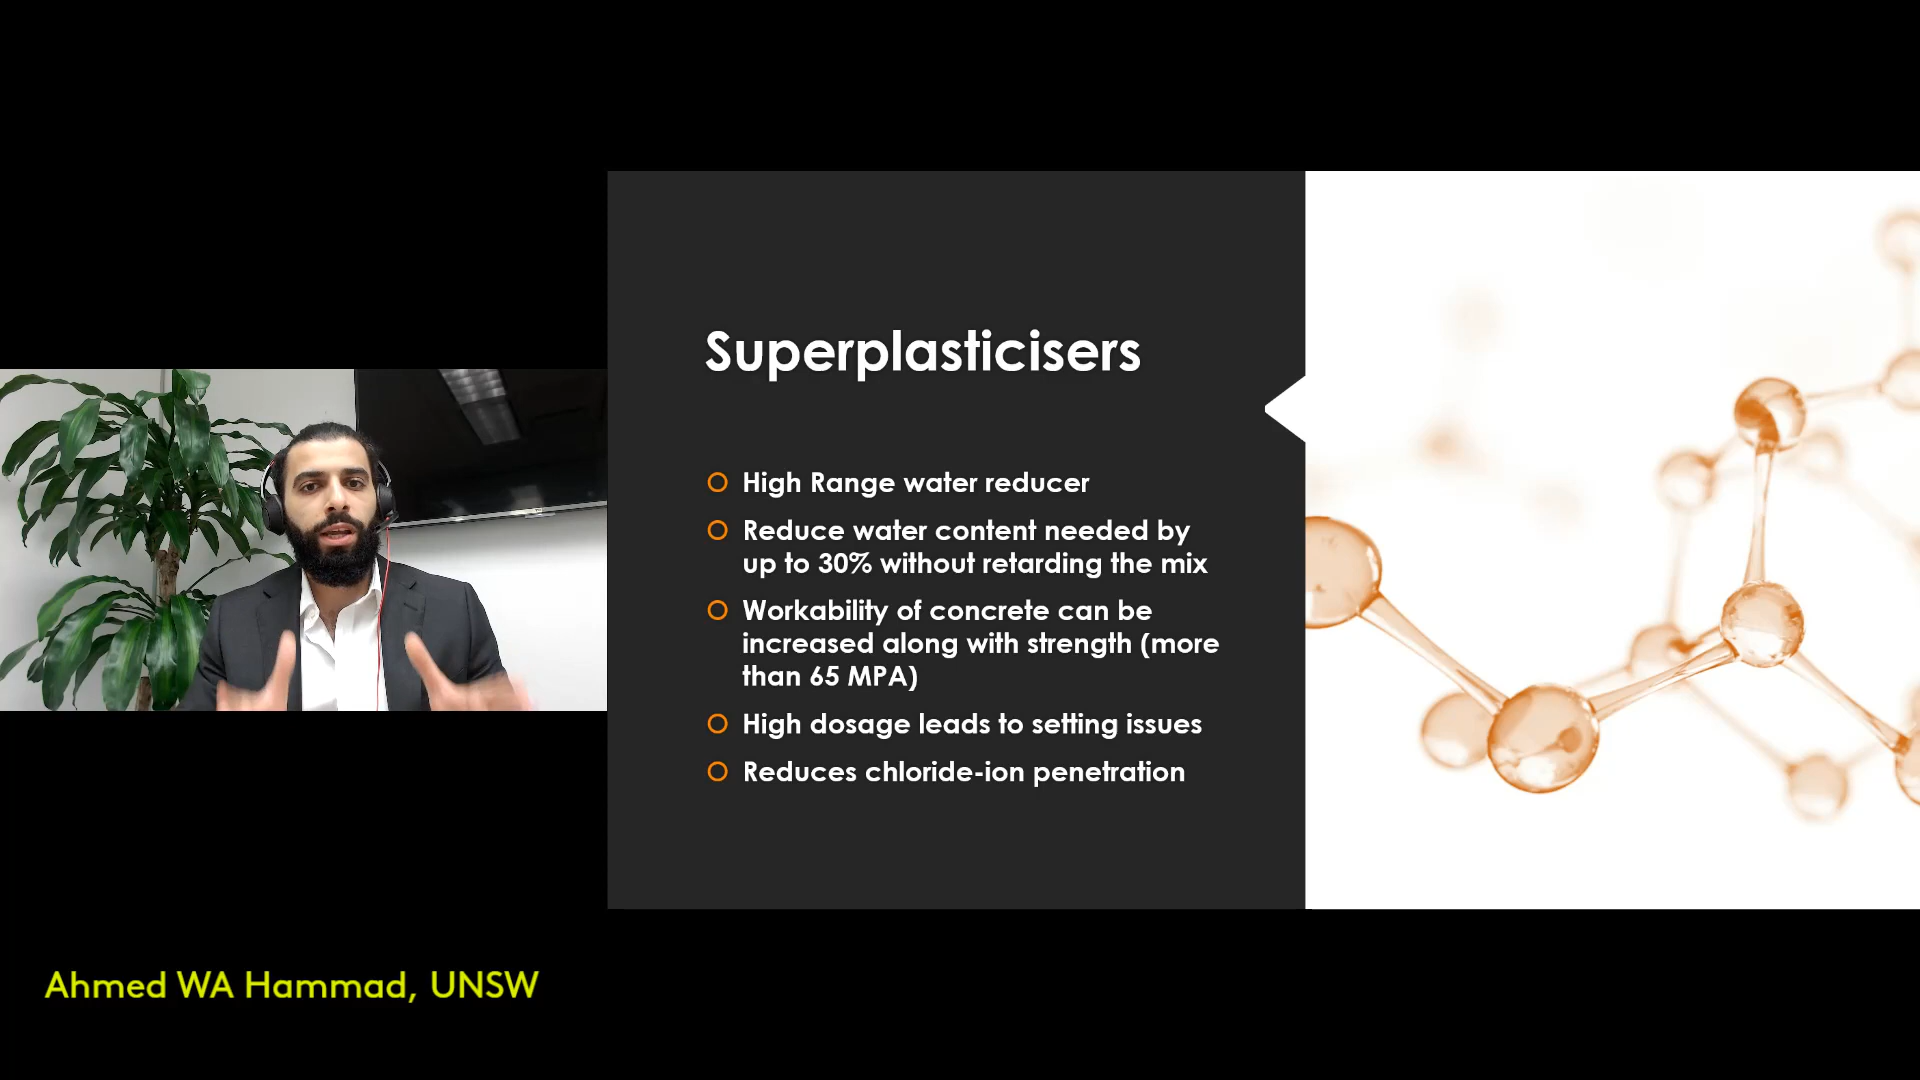 Superplasticisers
High Range water reducer
Reduce water content needed by
up to 30% without retarding the mix
Workability of concrete can be
increased along with strength (more
than 65 MPA)
High dosage leads to setting issues
Reduces chloride-ion penetration
Ahmed WA Hammad, UNSW